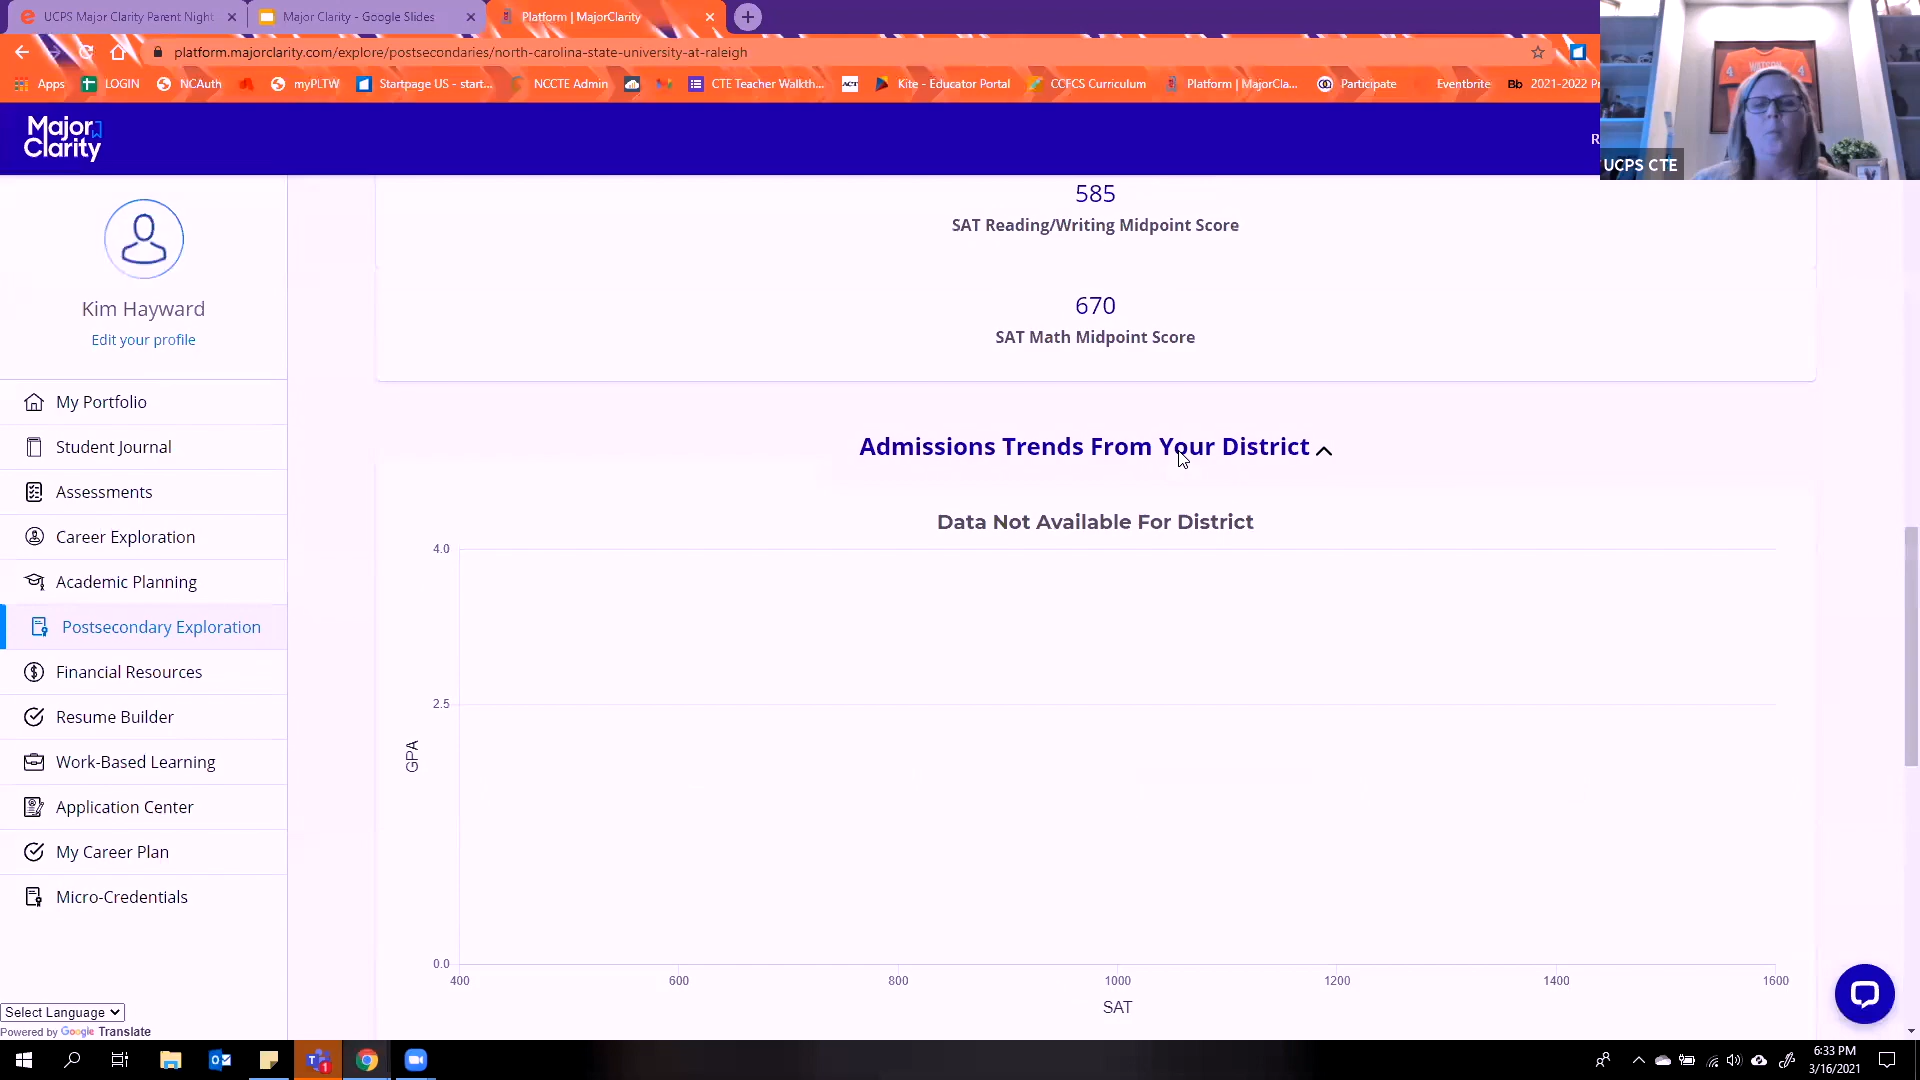 UCPS Major Clarity Parent Night
Major Clarity - Google Slides
Platform | MajorClarity
platform.majorclarity.com/explore/postsecondaries/north-carolina-state-university-at-raleigh
Apps
LOGIN
NCAuth
myPLTW
Startpage US - start...
NCCTE Admin
CTE Teacher Walkth...
ACT
Kite - Educator Portal
CCFCS Curriculum
Platform | MajorCla...
Participate
Eventbrite
Bb 2021-2022 P
Major
Clarity
R
WATSON
4 4
UCPS CTE
Kim Hayward
Edit your profile
My Portfolio
Student Journal
Assessments
Career Exploration
Academic Planning
Postsecondary Exploration
Financial Resources
Resume Builder
Work-Based Learning
Application Center
My Career Plan
Micro-Credentials
Select Language
Powered by Google Translate
585
SAT Reading/Writing Midpoint Score
670
SAT Math Midpoint Score
Admissions Trends From Your District
Data Not Available For District
4.0
2.5
GPA
0.0
400 600 800 1000 1200 1400 1600
SAT
6:33 PM
3/16/2021